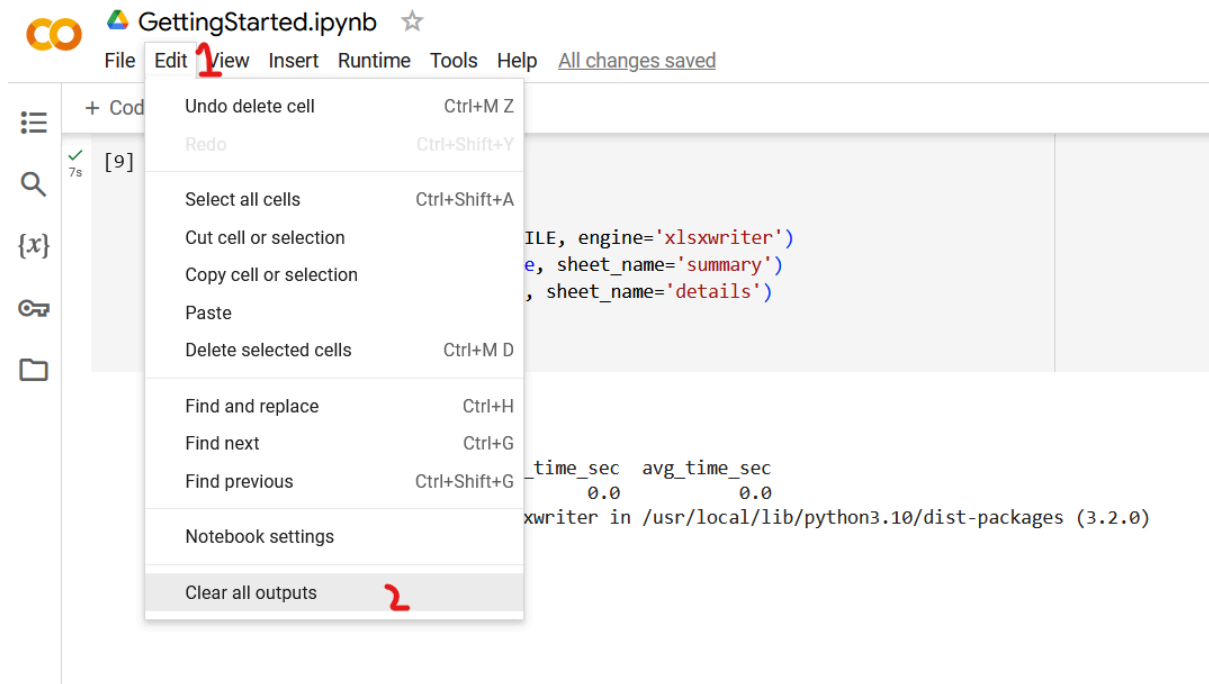 GettingStarted.ipynb
File Edit 1 View Insert Runtime Tools Help All changes saved
+ Cod
Undo delete cell Ctrl+M Z
Redo Ctrl+Shift+Y
7s [9]
Select all cells Ctrl+Shift+A
Cut cell or selection
ILE, engine='xlsxwriter')
e, sheet_name='summary')
Copy cell or selection
, sheet_name='details')
Paste
Delete selected cells Ctrl+M D
Find and replace Ctrl+H
Find next Ctrl+G
_time_sec avg_time_sec
Find previous Ctrl+Shift+G
0.0 0.0
xwriter in /usr/local/lib/python3.10/dist-packages (3.2.0)
Notebook settings
Clear all outputs 2
{x}